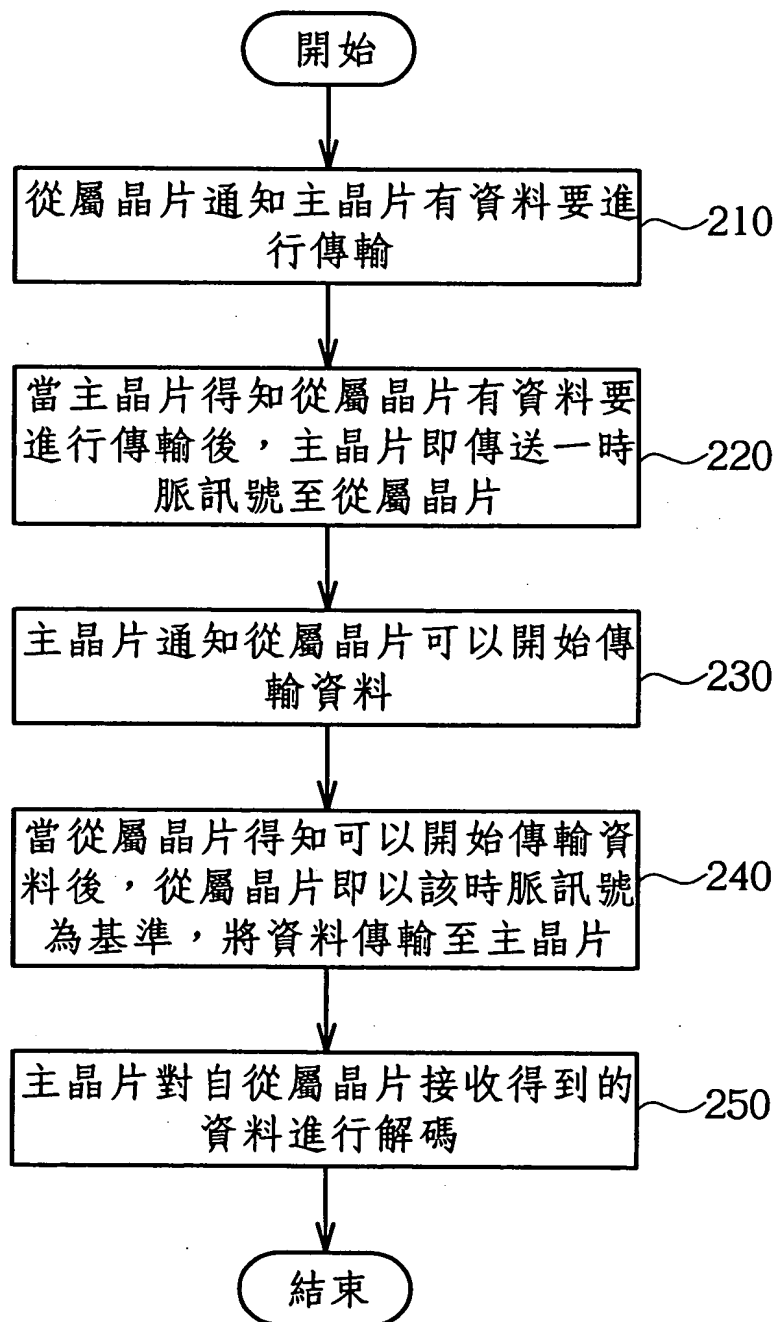 開始
從屬晶片通知主晶片有資料要進
行傳輸
210
當主晶片得知從屬晶片有資料要
進行傳輸後，主晶片即傳送一時
脈訊號至從屬晶片
220
主晶片通知從屬晶片可以開始傳
輸資料
230
當從屬晶片得知可以開始傳輸資
料後，從屬晶片即以該時脈訊號
為基準，將資料傳輸至主晶片
240
主晶片對自從屬晶片接收得到的
資料進行解碼
250
結束